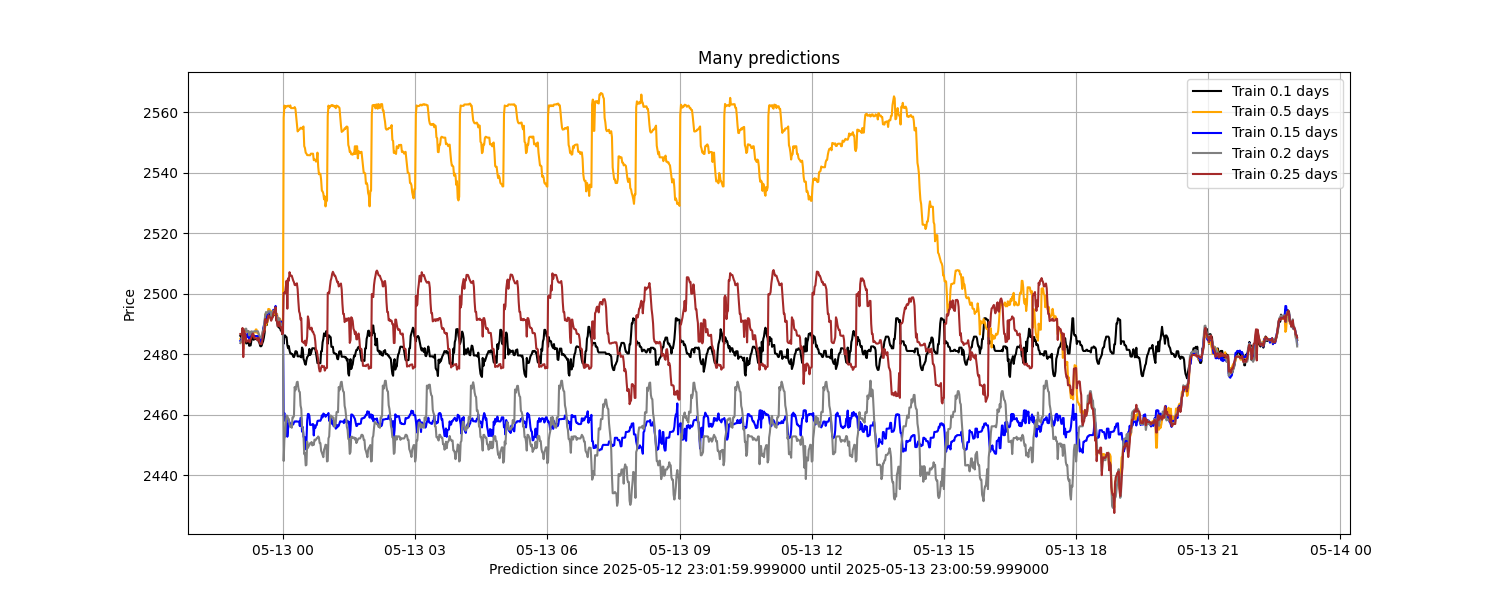 Many predictions
Price
2560
2540
2520
2500
2480
2460
2440
Train 0.1 days
Train 0.5 days
Train 0.15 days
Train 0.2 days
Train 0.25 days
05-13 00 05-13 03 05-13 06 05-13 09 05-13 12 05-13 15 05-13 18 05-13 21 05-14 00
Prediction since 2025-05-12 23:01:59.999000 until 2025-05-13 23:00:59.999000